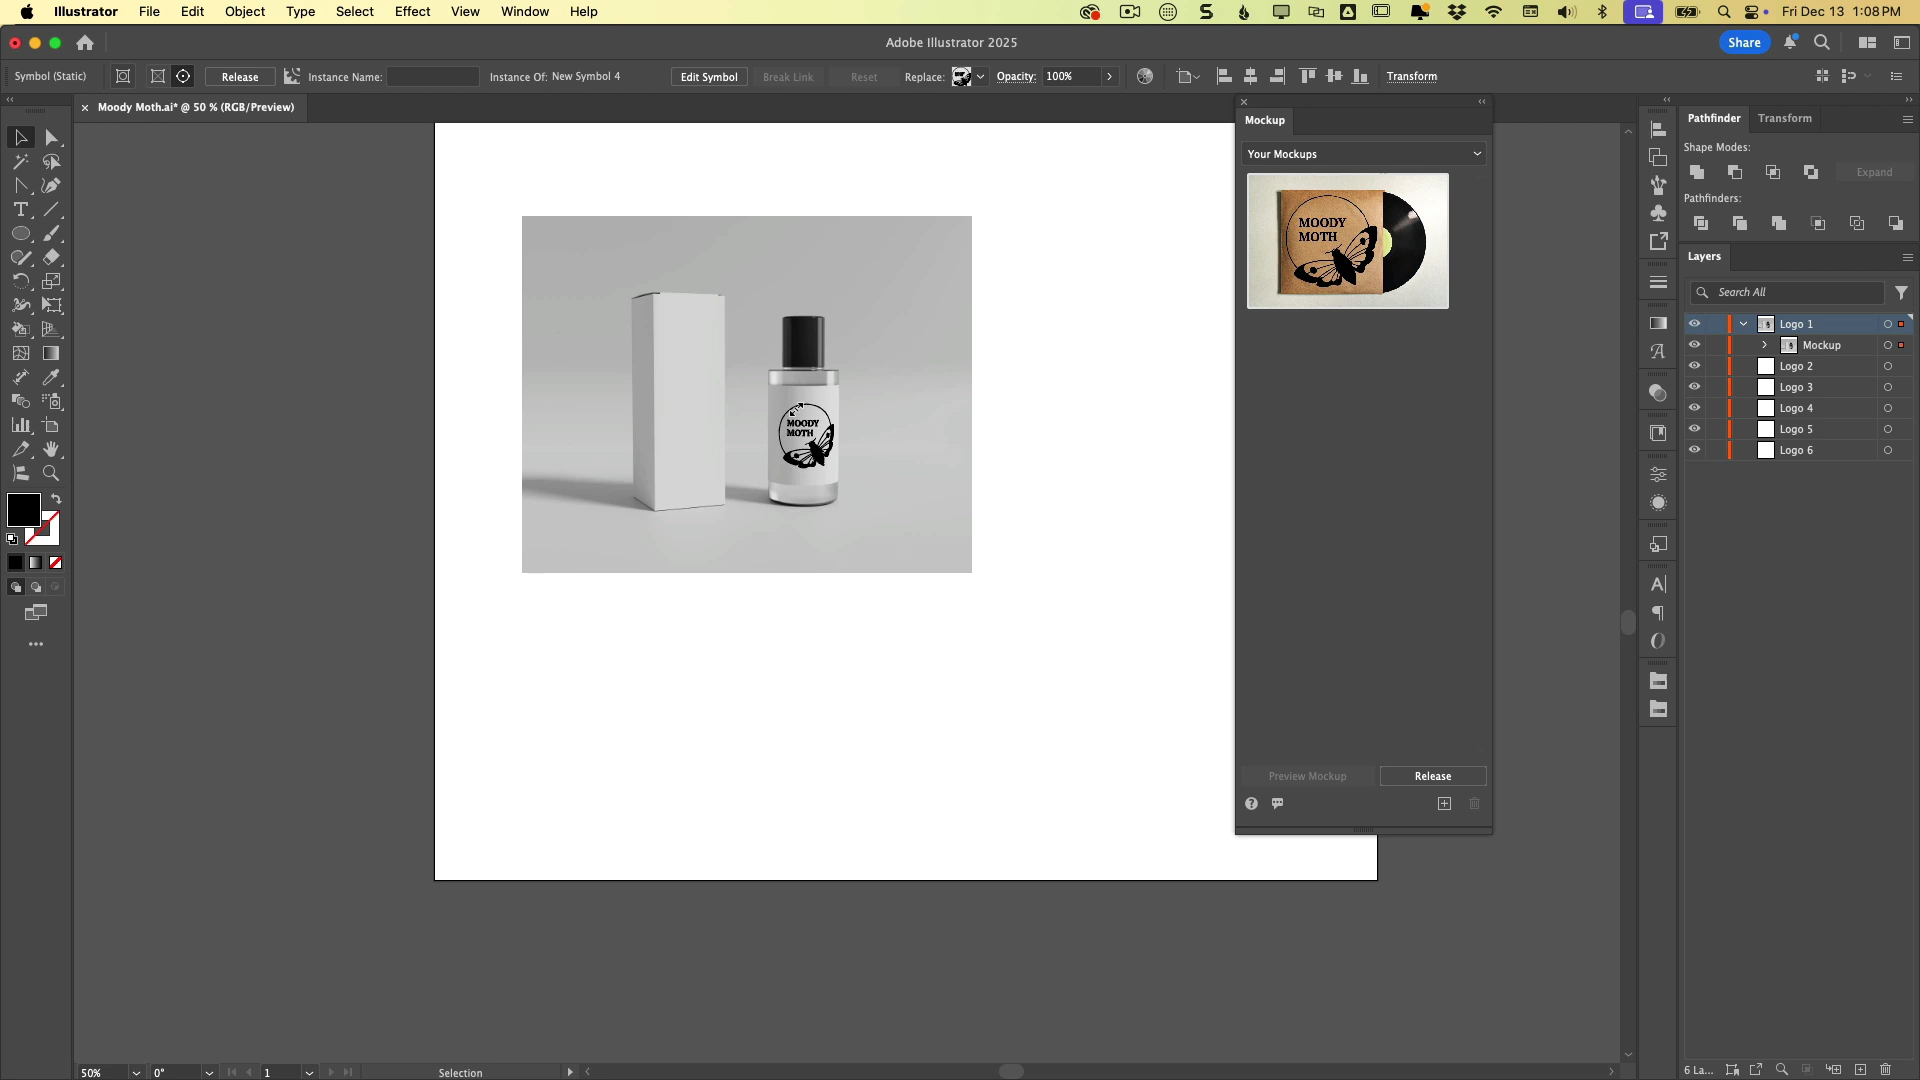 Illustrator File Edit Object Type Select Effect View Window Help
Fri Dec 13 1:08 PM
Adobe Illustrator 2025
Share
Symbol (Static)
Release
Instance Name:
Instance Of: New Symbol 4
Edit Symbol
Break Link
Reset
Replace:
Opacity:
100%
Transform
Moody Moth.ai* @ 50 % (RGB/Preview)
Mockup
Your Mockups
MOODY
MOTH
MOODY
MOTH
Preview Mockup
Release
Pathfinder
Transform
Shape Modes:
Expand
Pathfinders:
Layers
Search All
Logo 1
Mockup
Logo 2
Logo 3
Logo 4
Logo 5
Logo 6
6 La...
50%
0°
1
Selection